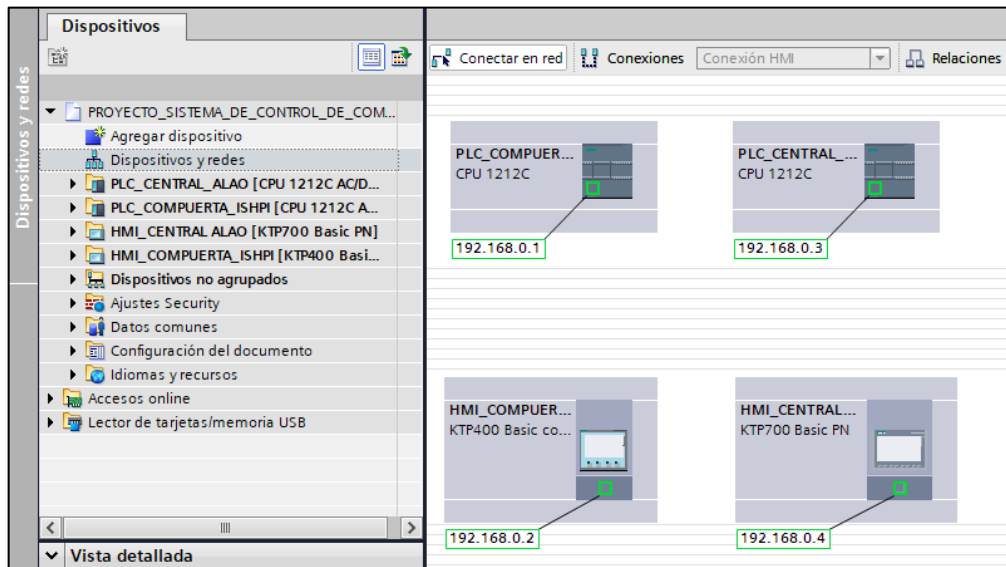 Dispositivos
Dispositivos y redes
Conectar en red
Conexiones
Conexión HMI
Relaciones
PROYECTO_SISTEMA_DE_CONTROL_DE_COM...
Agregar dispositivo
Dispositivos y redes
PLC_CENTRAL_ALAO [CPU 1212C AC/D...
PLC_COMPUERTA_ISHPI [CPU 1212C A...
HMI_CENTRAL ALAO [KTP700 Basic PN]
HMI_COMPUERTA_ISHPI [KTP400 Basi...
Dispositivos no agrupados
Ajustes Security
Datos comunes
Configuración del documento
Idiomas y recursos
Accesos online
Lector de tarjetas/memoria USB
Vista detallada
PLC_COMPUER...
CPU 1212C
192.168.0.1
PLC_CENTRAL_...
CPU 1212C
192.168.0.3
HMI_COMPUER...
KTP400 Basic co...
192.168.0.2
HMI_CENTRAL...
KTP700 Basic PN
192.168.0.4